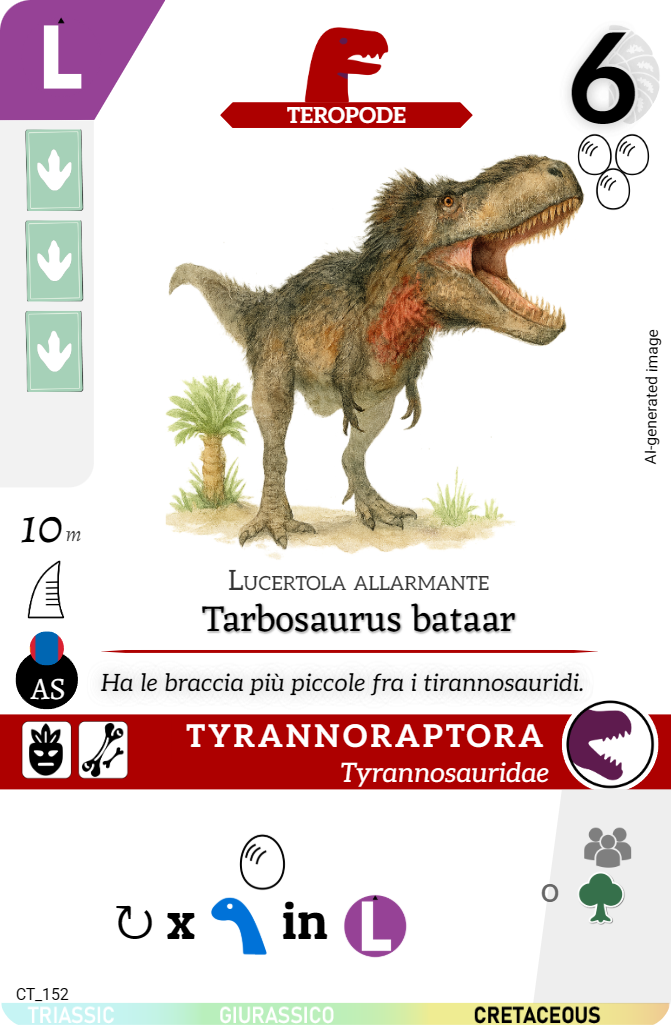 L
TEROPODE
6
AI-generated image
10 m
Lucertola allarmante
Tarbosaurus bataar
AS
Ha le braccia più piccole fra i tirannosauridi.
TYRANNORAPTORA
Tyrannosauridae
↻ x in L
O
CT_152
TRIASSIC GIURASSICO CRETACEOUS